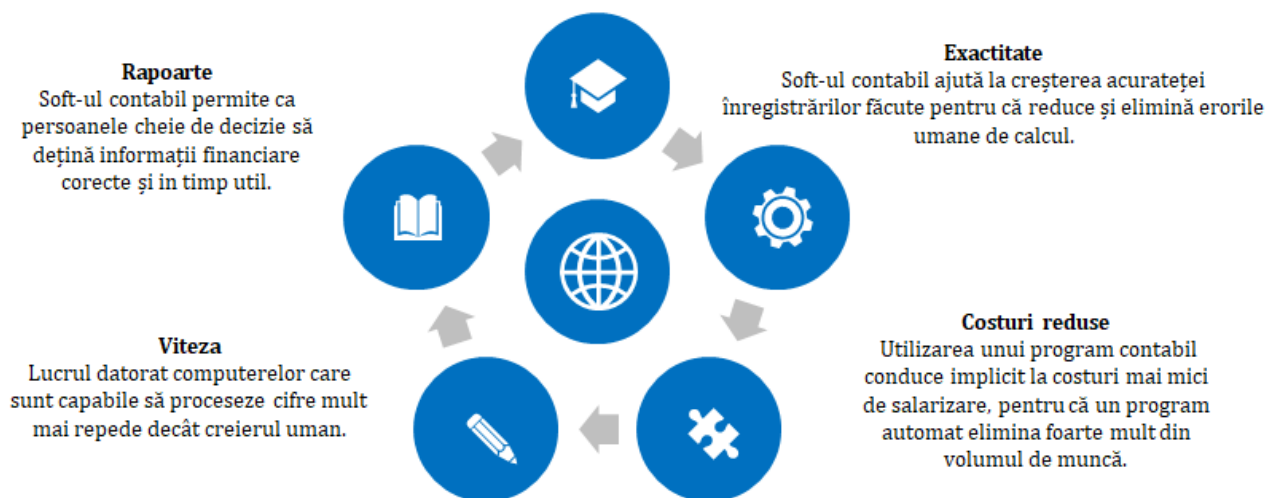 Rapoarte
Soft-ul contabil permite ca
persoanele cheie de decizie să
dețină informații financiare
corecte și in timp util.
Exactitate
Soft-ul contabil ajută la creșterea acurateței
înregistrărilor făcute pentru că reduce și elimină erorile
umane de calcul.
Viteza
Lucrul datorat computerelor care
sunt capabile să proceseze cifre mult
mai repede decât creierul uman.
Costuri reduse
Utilizarea unui program contabil
conduce implicit la costuri mai mici
de salarizare, pentru că un program
automat elimina foarte mult din
volumul de muncă.